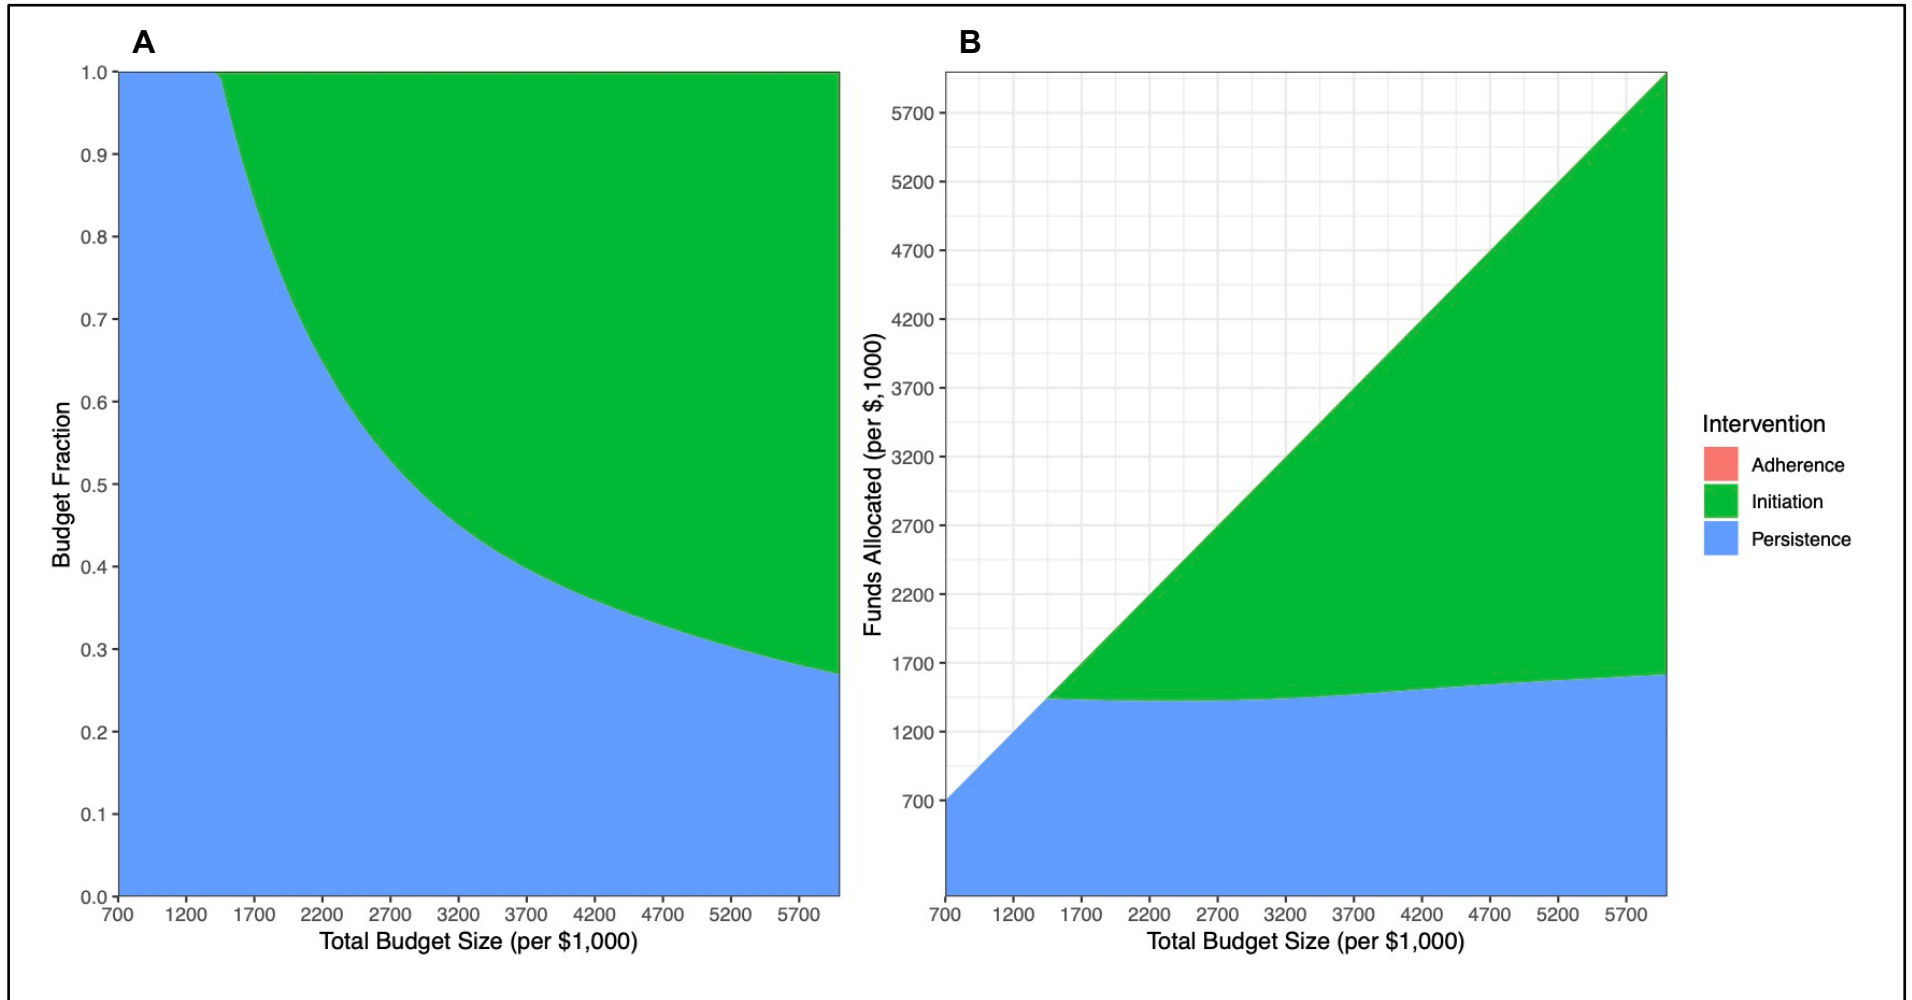 A
1.0
0.9
0.8
0.7
0.6
0.5
0.4
0.3
0.2
0.1
0.0
Budget Fraction
700 1200 1700 2200 2700 3200 3700 4200 4700 5200 5700
Total Budget Size (per $1,000)
B
5700
5200
4700
4200
3700
3200
2700
2200
1700
1200
700
Funds Allocated (per $,1000)
700 1200 1700 2200 2700 3200 3700 4200 4700 5200 5700
Total Budget Size (per $1,000)
Intervention
Adherence
Initiation
Persistence